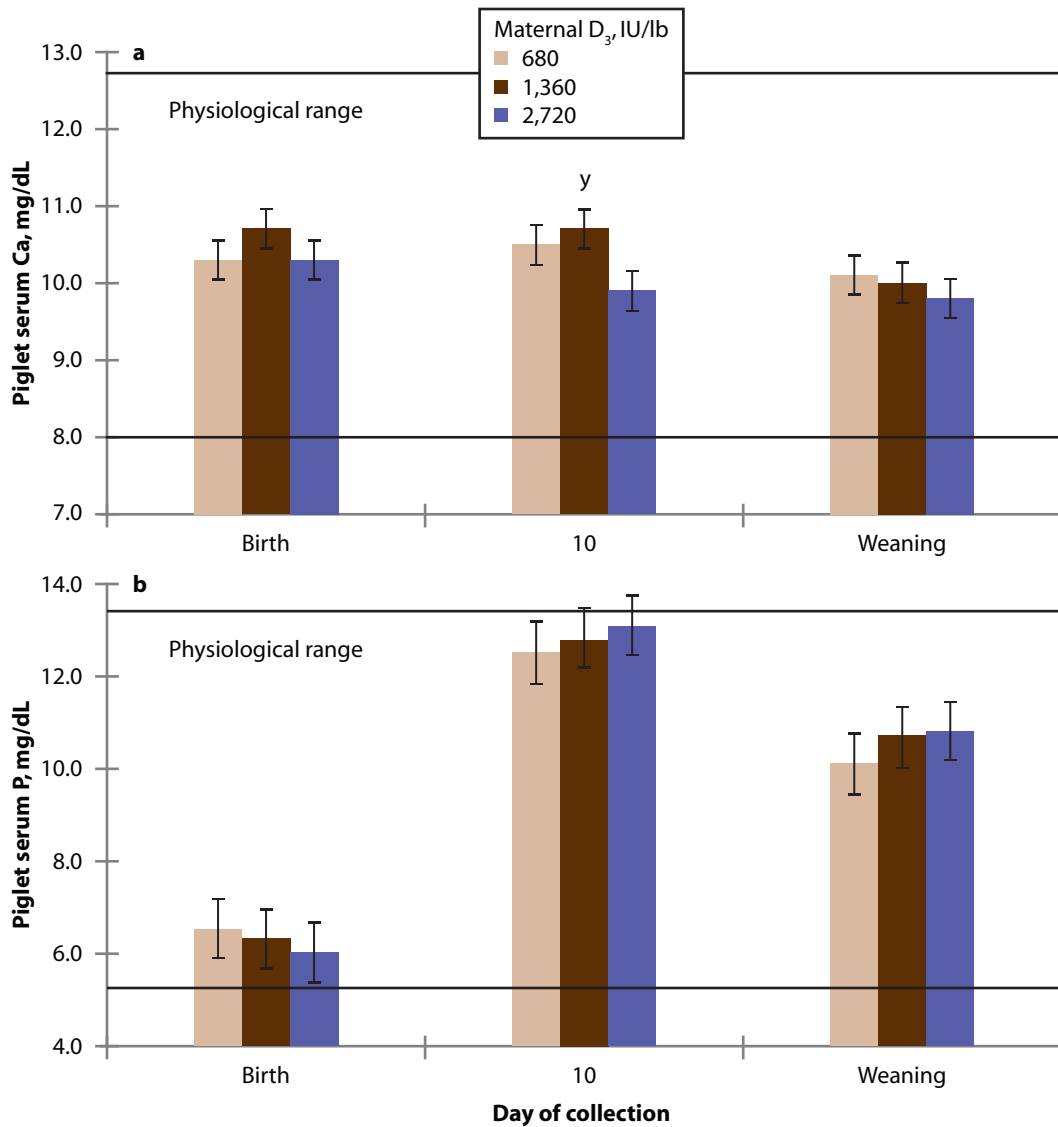 Maternal D3, IU/lb
680
1,360
2,720
a
Physiological range
y
Piglet serum Ca, mg/dL
13.0
12.0
11.0
10.0
9.0
8.0
7.0
Birth
10
Weaning
b
Physiological range
Piglet serum P, mg/dL
14.0
12.0
10.0
8.0
6.0
4.0
Birth
10
Weaning
Day of collection